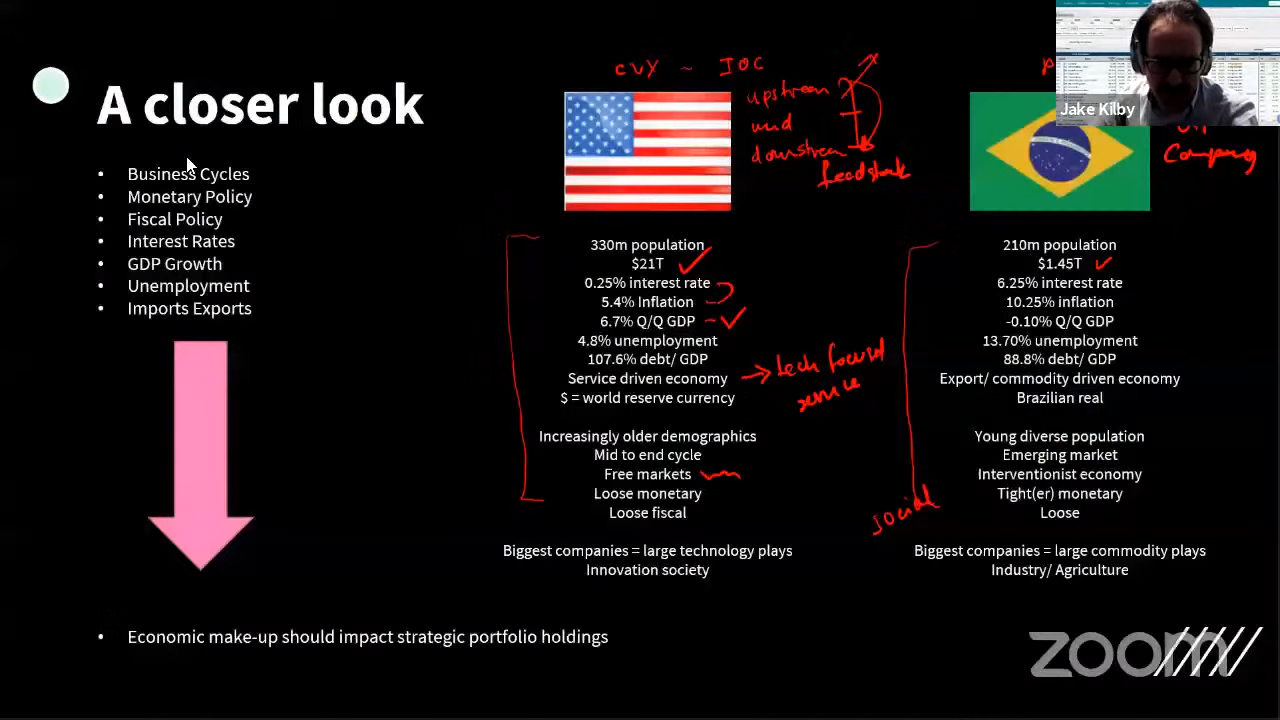 A closer look
• Business Cycles
• Monetary Policy
• Fiscal Policy
• Interest Rates
• GDP Growth
• Unemployment
• Imports Exports
• Economic make-up should impact strategic portfolio holdings
CVX ~ IOC
upstream
mid
downstream
feedstock
330m population
$21T
0.25% interest rate
5.4% Inflation
6.7% Q/Q GDP
4.8% unemployment
107.6% debt/ GDP
Service driven economy
$ = world reserve currency
→ tech focused
service
Increasingly older demographics
Mid to end cycle
Free markets
Loose monetary
Loose fiscal
Biggest companies = large technology plays
Innovation society
Jake Kilby
Company
210m population
$1.45T
6.25% interest rate
10.25% inflation
-0.10% Q/Q GDP
13.70% unemployment
88.8% debt/ GDP
Export/ commodity driven economy
Brazilian real
Young diverse population
Emerging market
Interventionist economy
Tight(er) monetary
Loose
social
Biggest companies = large commodity plays
Industry/ Agriculture
zoom